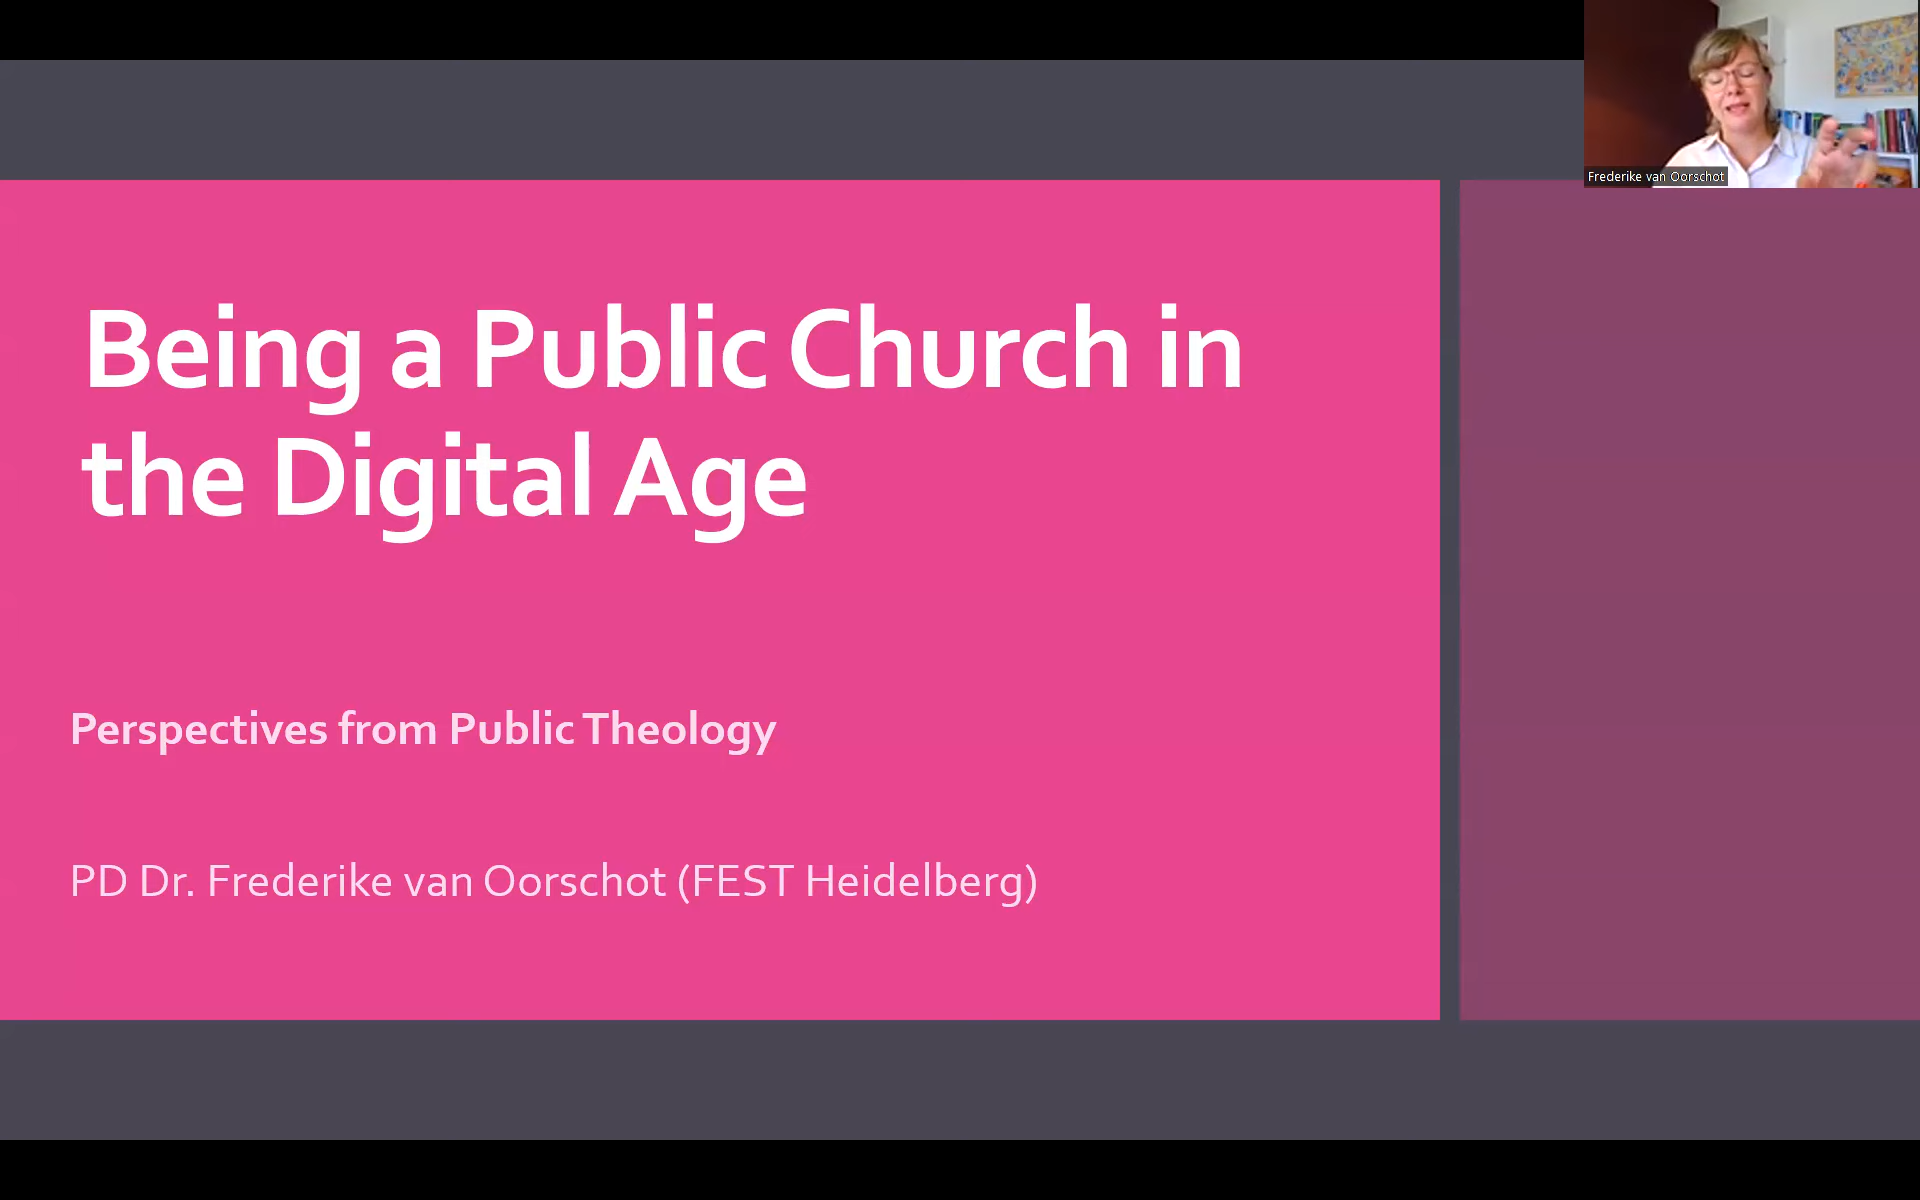 Being a Public Church in
the Digital Age
Perspectives from Public Theology
PD Dr. Frederike van Oorschot (FEST Heidelberg)
Frederike van Oorschot